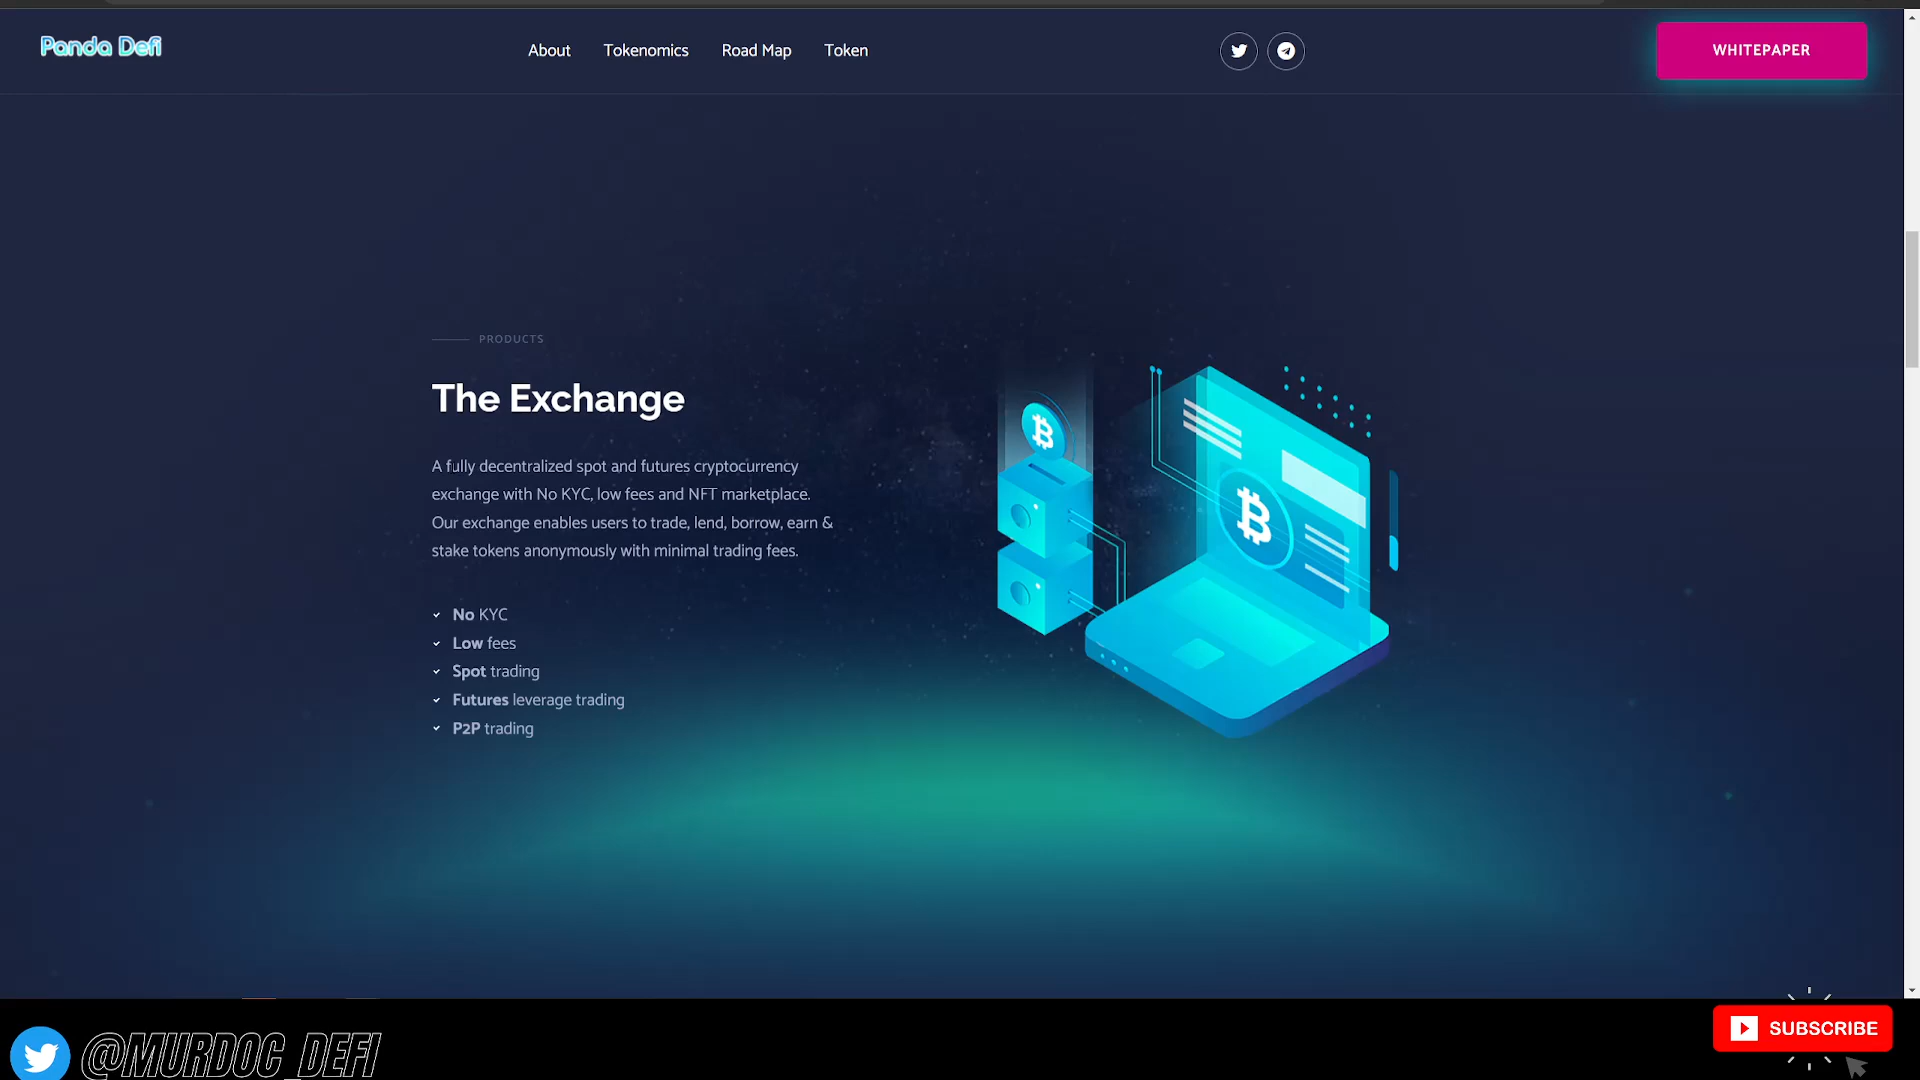 Panda Defi
About Tokenomics Road Map Token
WHITEPAPER
PRODUCTS
The Exchange
A fully decentralized spot and futures cryptocurrency
exchange with No KYC, low fees and NFT marketplace.
Our exchange enables users to trade, lend, borrow, earn &
stake tokens anonymously with minimal trading fees.
No KYC
Low fees
Spot trading
Futures leverage trading
P2P trading
@MURDOC_DEFI
SUBSCRIBE